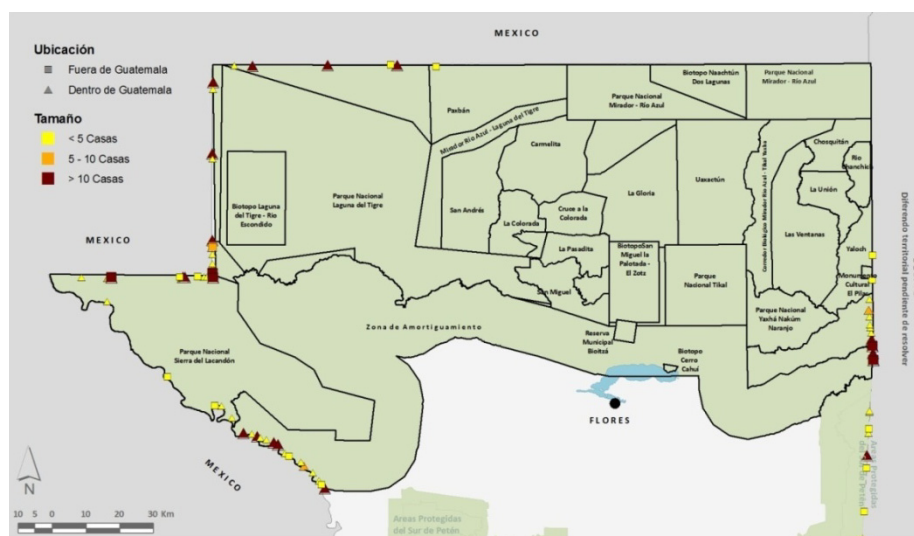 MEXICO
Ubicación
Fuera de Guatemala
Dentro de Guatemala
Tamaño
< 5 Casas
5 - 10 Casas
> 10 Casas
Biotopo Naachtún
Dos Lagunas
Parque Nacional
Mirador - Río Azul
Parque Nacional
Mirador - Río Azul
Paxbán
Mirador Río Azul - Laguna del Tigre
Carmelita
Chosquitán
Río
Chanchich
Biotopo Laguna
del Tigre - Río
Escondido
Parque Nacional
Laguna del Tigre
San Andrés
La Colorada
Cruse a la
Colorada
La Gloria
Uaxactún
La Unión
Las Ventanas
Yaloch
La Pasadita
San Miguel
BiotopoSan
Miguel la
Palotada -
El Zotz
Parque
Nacional
Tikal
Monumento
Cultural
El Pilar
Parque Nacional
Yaxhá Nakúm
Naranjo
MEXICO
Zona de Amortiguamiento
Parque Nacional
Sierra del Lacandón
Reserva
Municipal
Bioitzá
Biotopo
Cerro
Cahuí
FLORES
MEXICO
Diferendo territorial pendiente de resolver
Areas Protegidas
del Sur de Petén
Areas Protegidas
N
10 5 0 10 20 30 Km